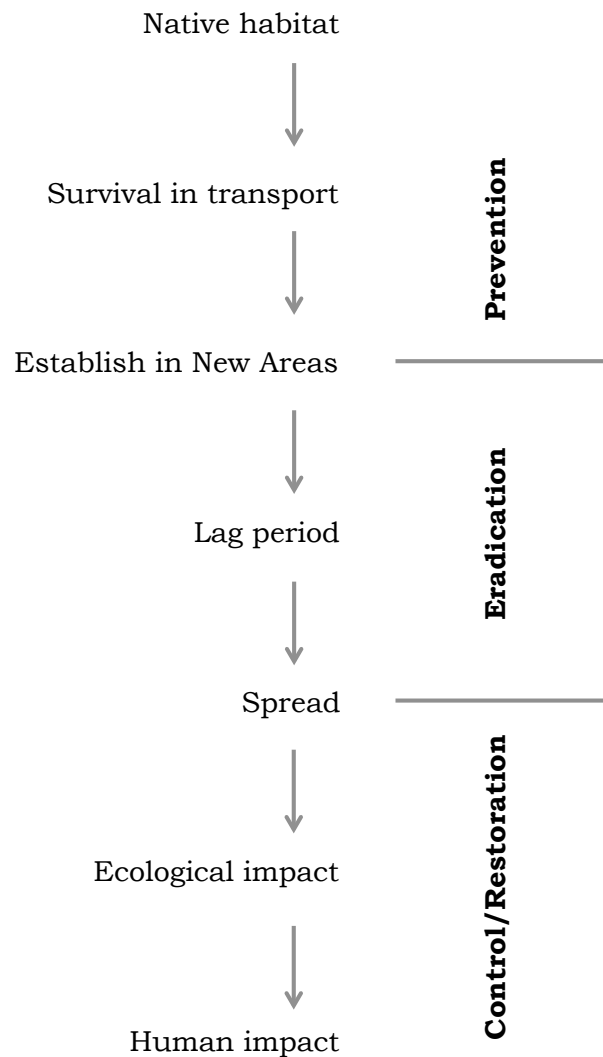 Native habitat
Survival in transport
Prevention
Establish in New Areas
Lag period
Eradication
Spread
Ecological impact
Control/Restoration
Human impact